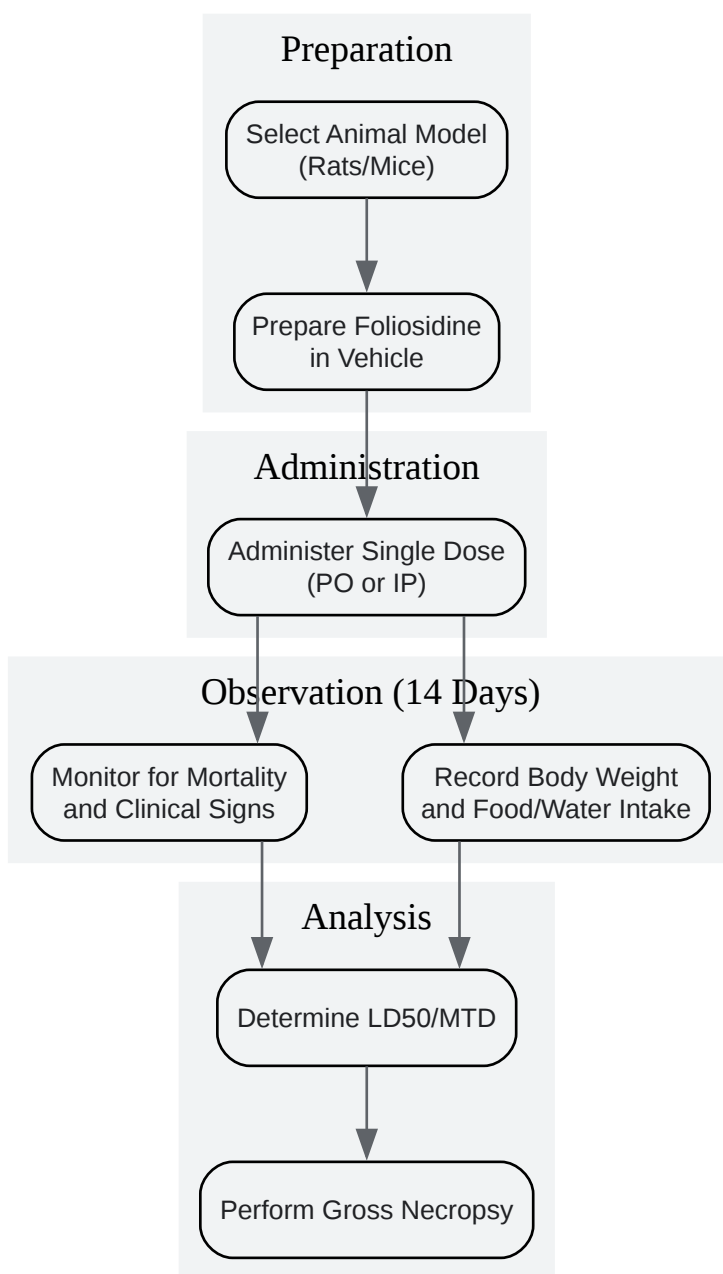 Preparation
Select Animal Model
(Rats/Mice)
Prepare Foliosidine
in Vehicle
Administration
Administer Single Dose
(PO or IP)
Observation (14 Days)
Monitor for Mortality
and Clinical Signs
Record Body Weight
and Food/Water Intake
Analysis
Determine LD50/MTD
Perform Gross Necropsy